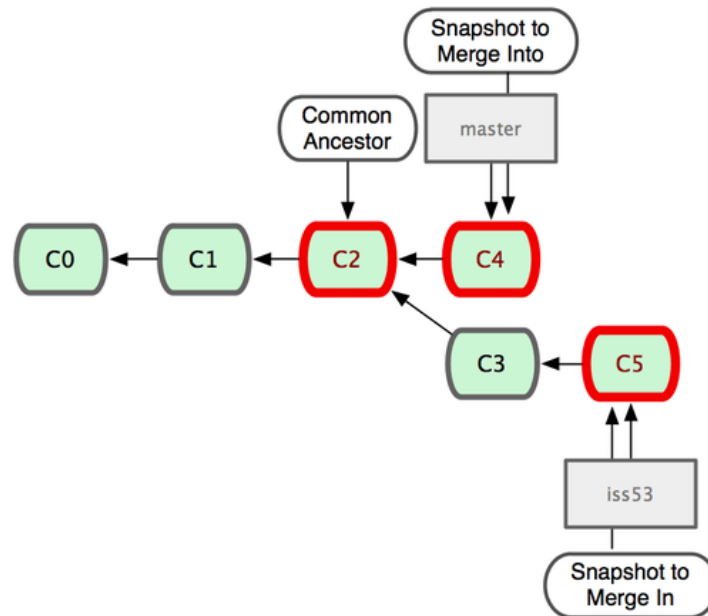 Snapshot to
Merge Into
Common
Ancestor
master
C0
C1
C2
C4
C3
C5
iss53
Snapshot to
Merge In